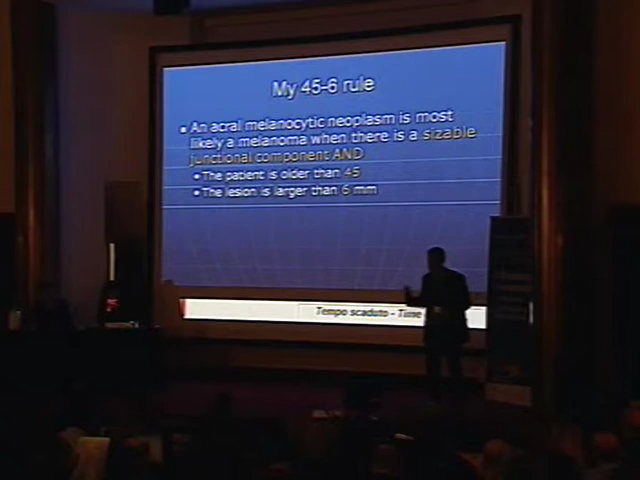 My 45-6 rule
An acral melanocytic neoplasm is most
likely a melanoma when there is a sizable
junctional component AND
• The patient is older than 45
• The lesion is larger than 6 mm
Tempo scaduto - Time